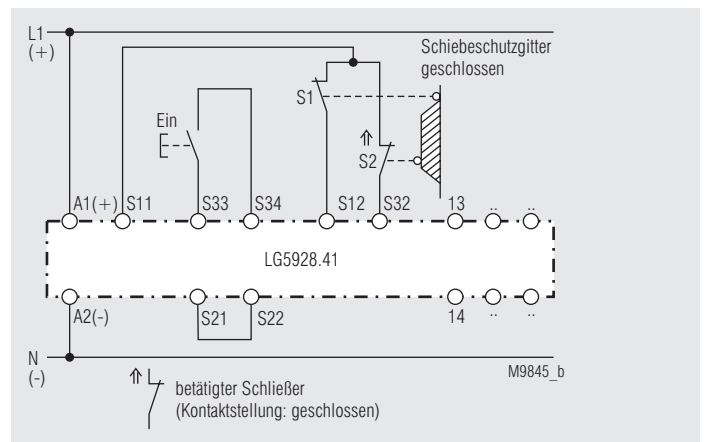 L1
(+)
Schiebeschutzgitter
geschlossen
S1
Ein
S2
A1(+) S11 S33 S34 S12 S32 13 .. ..
LG5928.41
A2(-) S21 S22 14 .. ..
N
(-)
M9845_b
betätigter Schließer
(Kontaktstellung: geschlossen)